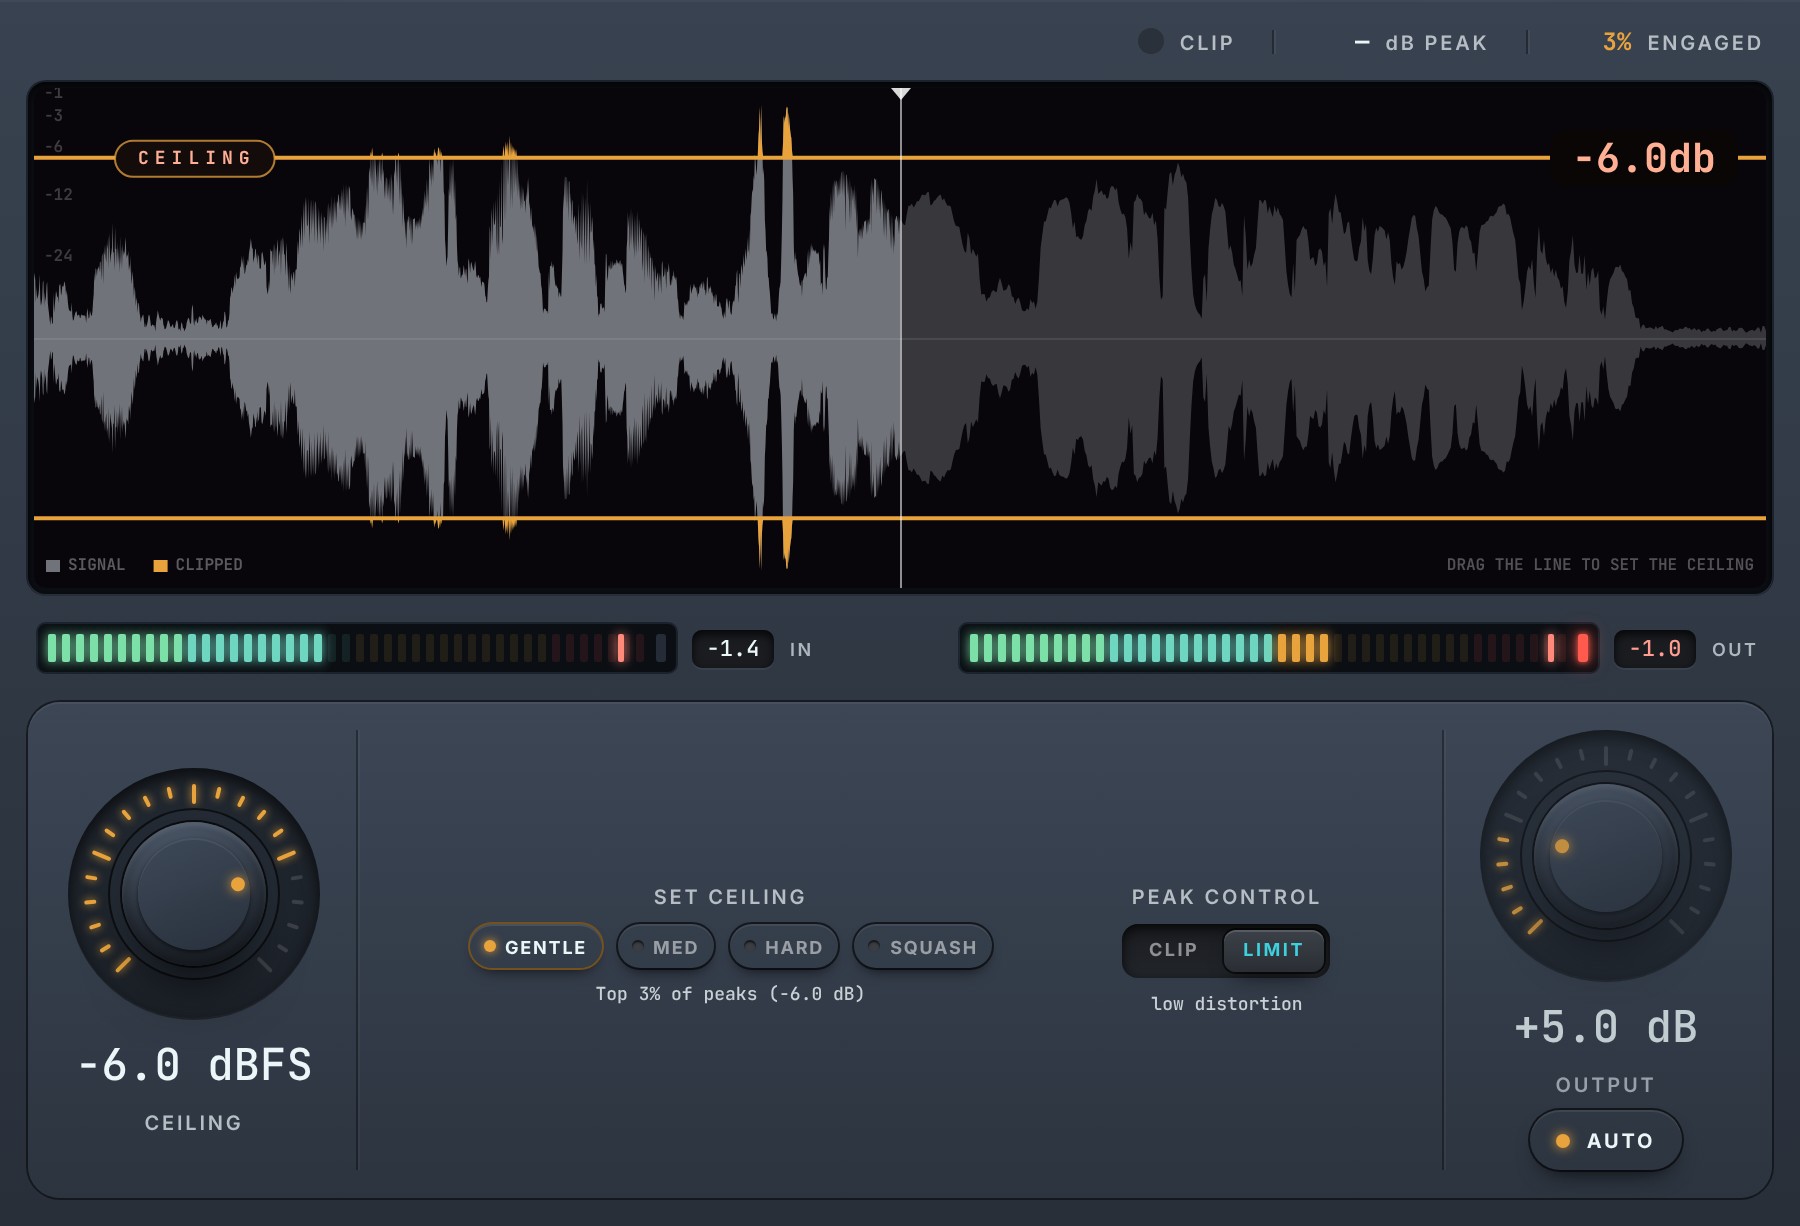 CLIP
– dB PEAK
3% ENGAGED
-1
-3
-6
CEILING
-6.0db
-12
-24
SIGNAL
CLIPPED
DRAG THE LINE TO SET THE CEILING
-1.4 IN
-1.0 OUT
SET CEILING
GENTLE
MED
HARD
SQUASH
Top 3% of peaks (-6.0 dB)
PEAK CONTROL
CLIP
LIMIT
low distortion
-6.0 dBFS
CEILING
+5.0 dB
OUTPUT
AUTO